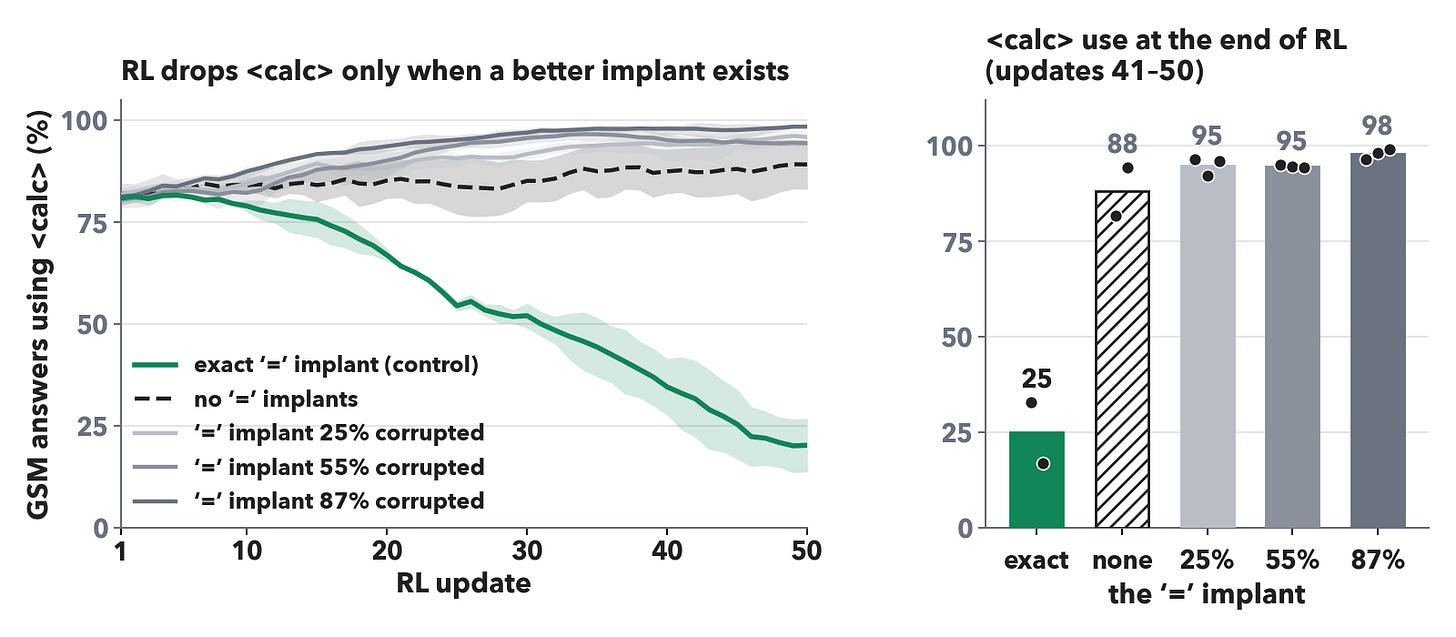 RL drops <calc> only when a better implant exists
GSM answers using <calc> (%)
100
75
50
25
0
exact ‘=’ implant (control)
no ‘=’ implants
‘=’ implant 25% corrupted
‘=’ implant 55% corrupted
‘=’ implant 87% corrupted
1 10 20 30 40 50
RL update
<calc> use at the end of RL
(updates 41–50)
100
75
50
25
0
25 88 95 95 98
exact none 25% 55% 87%
the ‘=’ implant